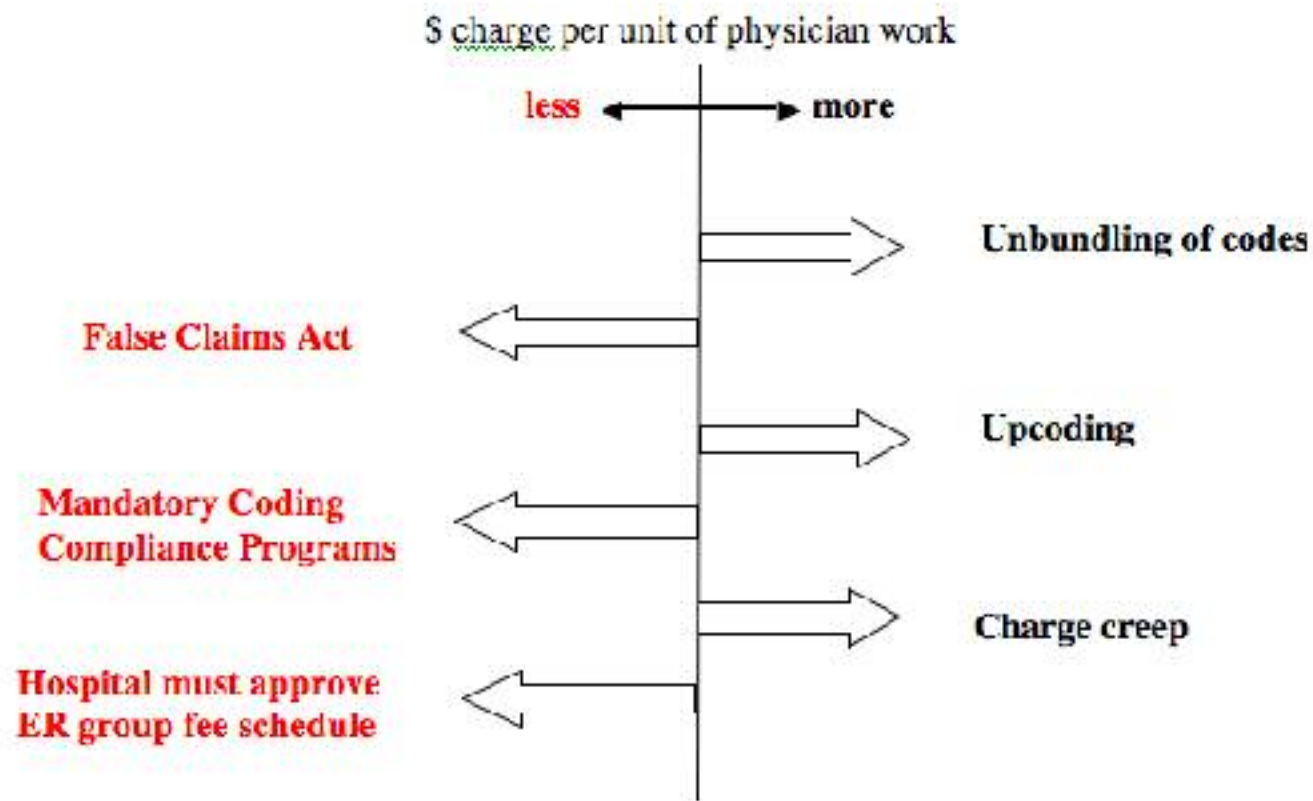 $ charge per unit of physician work
less more
Unbundling of codes
False Claims Act
Upcoding
Mandatory Coding
Compliance Programs
Charge creep
Hospital must approve
ER group fee schedule